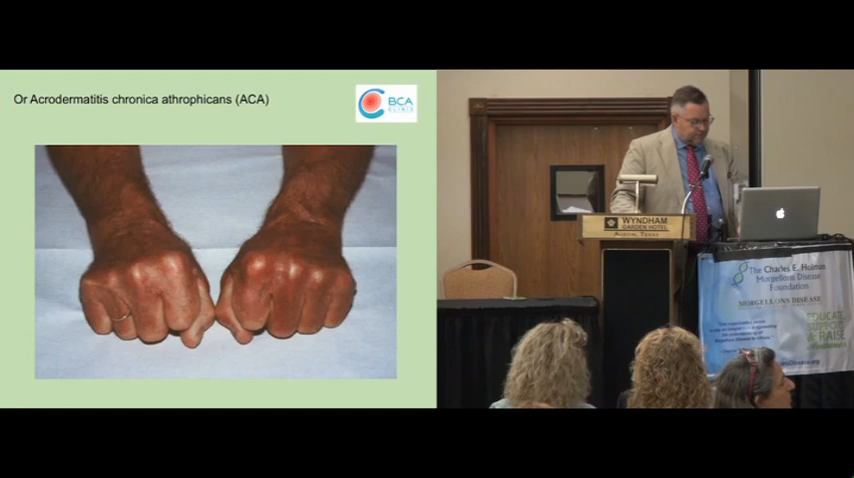 Or Acrodermatitis chronica athrophicans (ACA)
BCA
CLINIC
WYNDHAM
GARDEN HOTEL
AUSTIN, TEXAS
The Charles E. Holman
Morgellons Disease
Foundation
MORGELLONS DISEASE
EDUCATE
SUPPORT
& RAISE